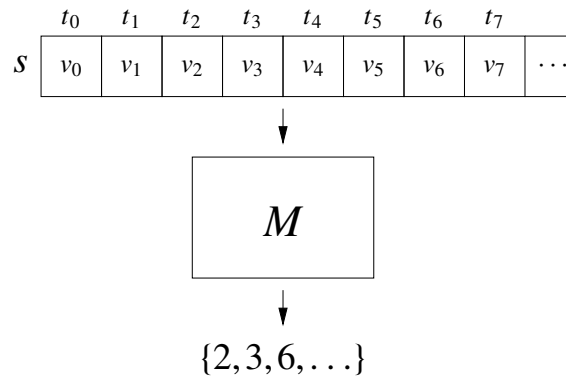 t₀ t₁ t₂ t₃ t₄ t₅ t₆ t₇
s v₀ v₁ v₂ v₃ v₄ v₅ v₆ v₇ ⋯
M
{2,3,6,...}